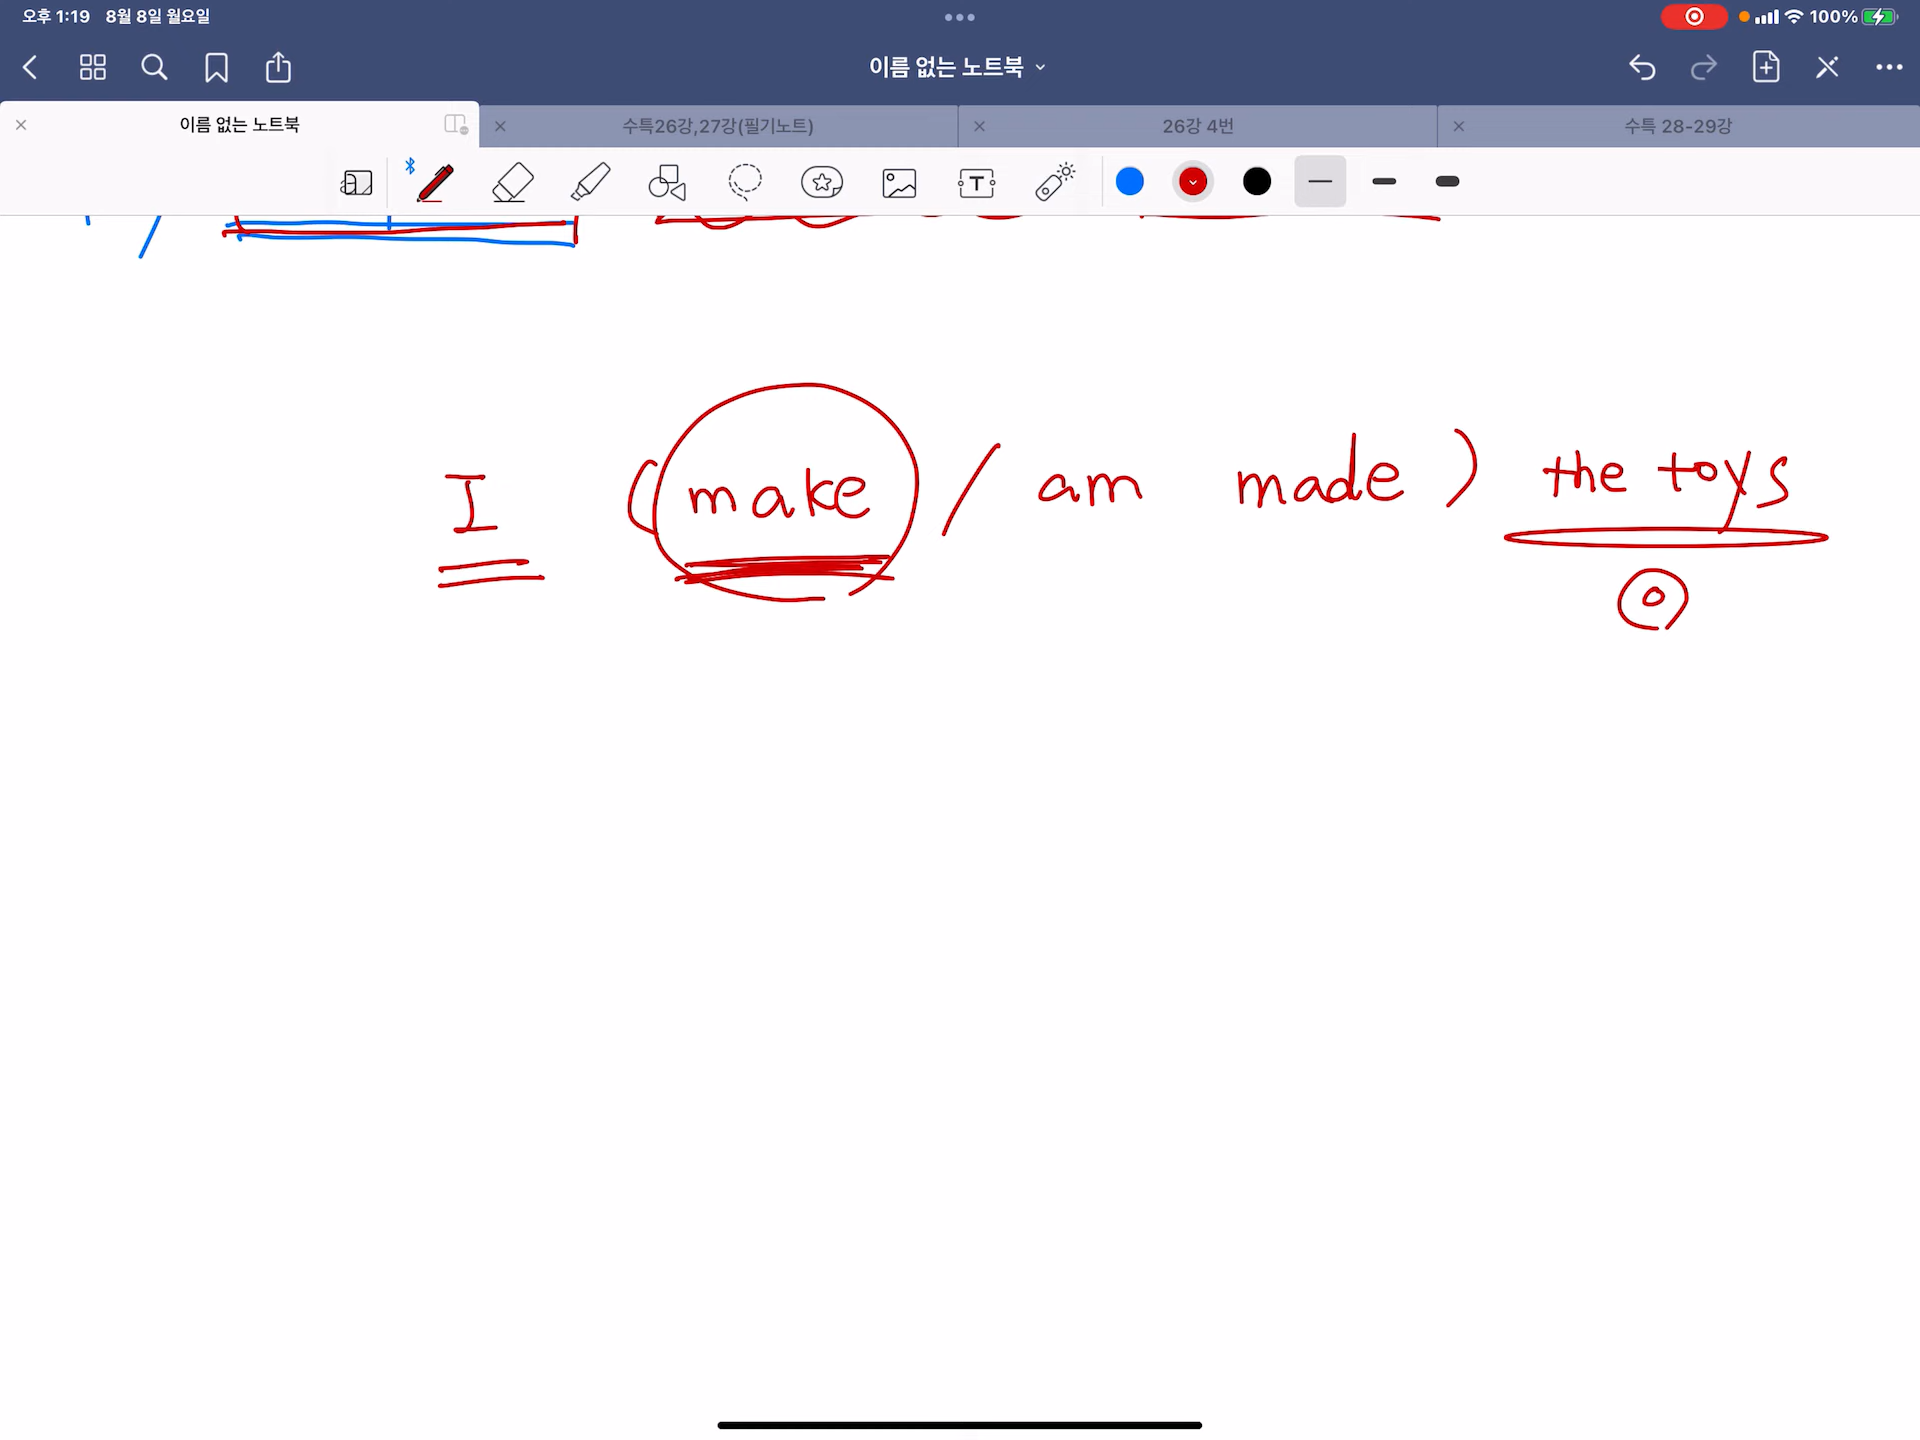 오후 1:19 8월 8일 월요일 100%
이름 없는 노트북
이름 없는 노트북 수특26강,27강(필기노트) 26강 4번 수특 28-29강
I (make / am made) the toys
O